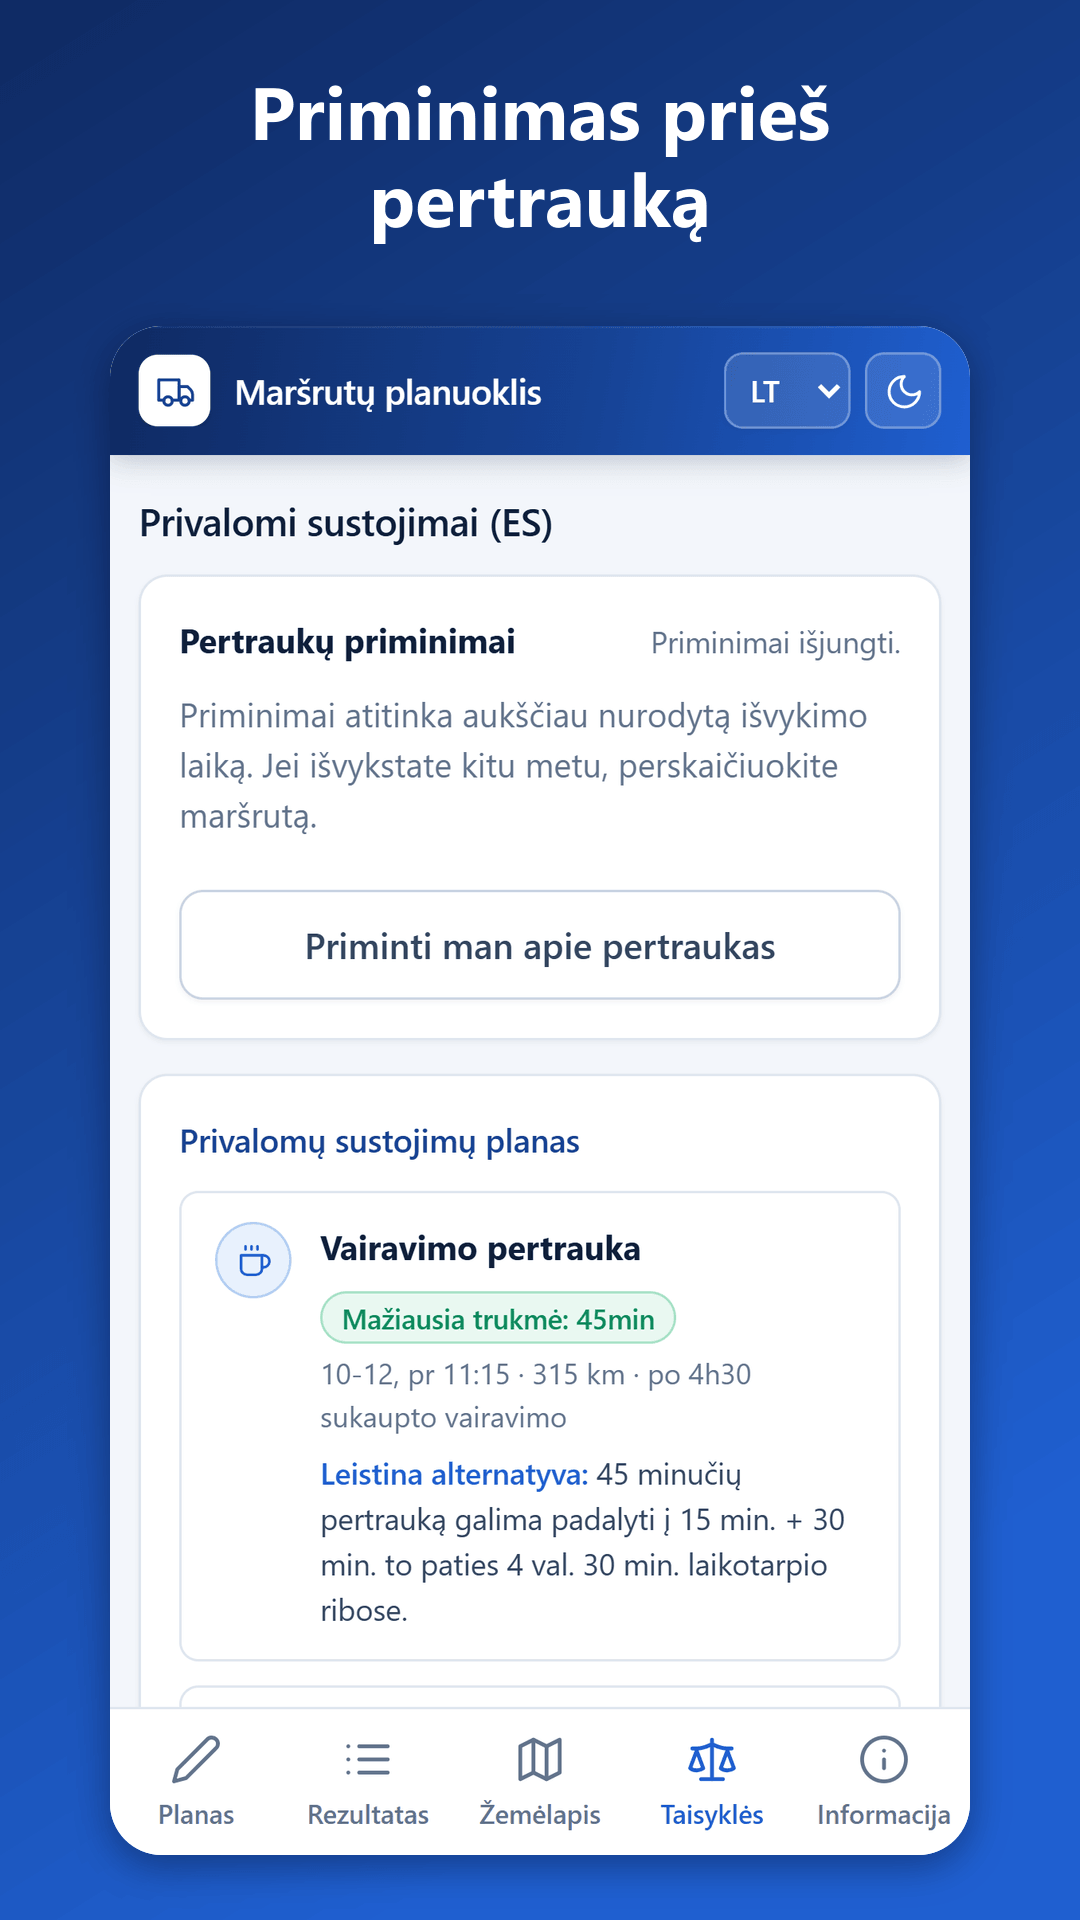 Priminimas prieš
pertrauką
Maršrutų planuoklis
LT
Privalomi sustojimai (ES)
Pertraukų priminimai
Priminimai išjungti.
Priminimai atitinka aukščiau nurodytą išvykimo
laiką. Jei išvykstate kitu metu, perskaičiuokite
maršrutą.
Priminti man apie pertraukas
Privalomų sustojimų planas
Vairavimo pertrauka
Mažiausia trukmė: 45min
10-12, pr 11:15 · 315 km · po 4h30
sukaupto vairavimo
Leistina alternatyva: 45 minučių
pertrauką galima padalyti į 15 min. + 30
min. to paties 4 val. 30 min. laikotarpio
ribose.
Planas
Rezultatas
Žemėlapis
Taisyklės
Informacija